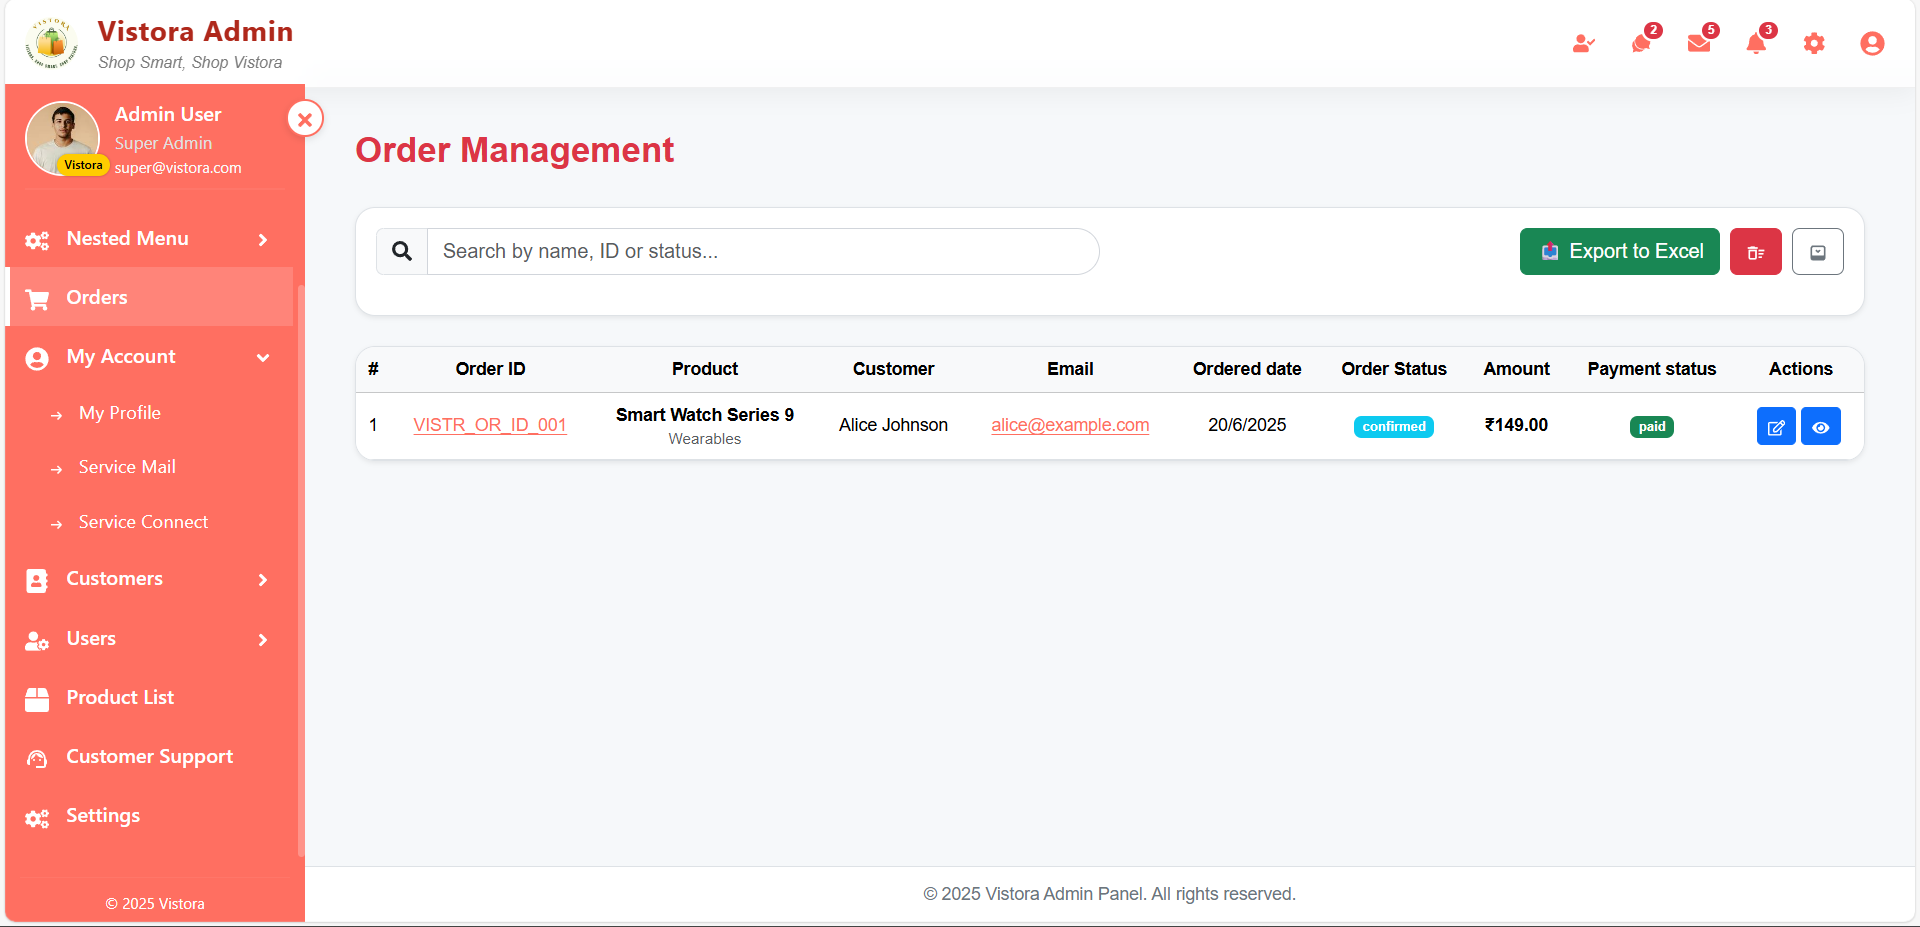 Vistora Admin
Shop Smart, Shop Vistora
2
5
3
Admin User
Super Admin
Vistora
super@vistora.com
Nested Menu
Orders
My Account
My Profile
Service Mail
Service Connect
Customers
Users
Product List
Customer Support
Settings
© 2025 Vistora
Order Management
Search by name, ID or status...
Export to Excel
# Order ID Product Customer Email Ordered date Order Status Amount Payment status Actions
1 VISTR_OR_ID_001 Smart Watch Series 9 Alice Johnson alice@example.com 20/6/2025 confirmed ₹149.00 paid
Wearables
© 2025 Vistora Admin Panel. All rights reserved.